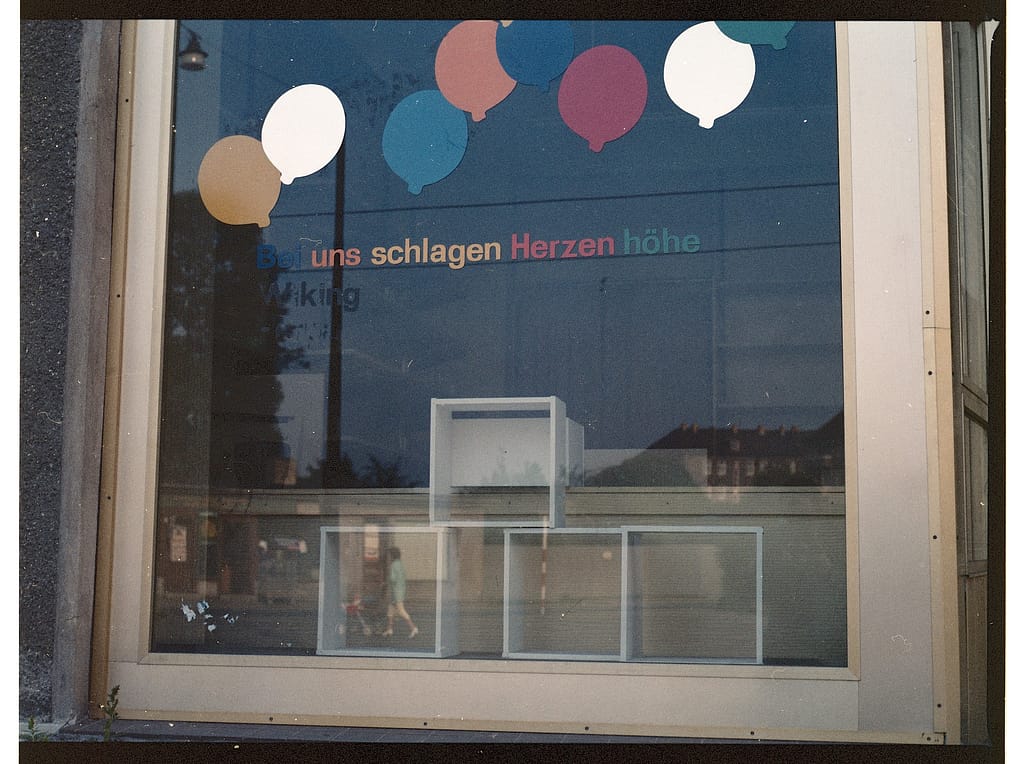 Bei uns schlagen Herzen höhe
Wiking